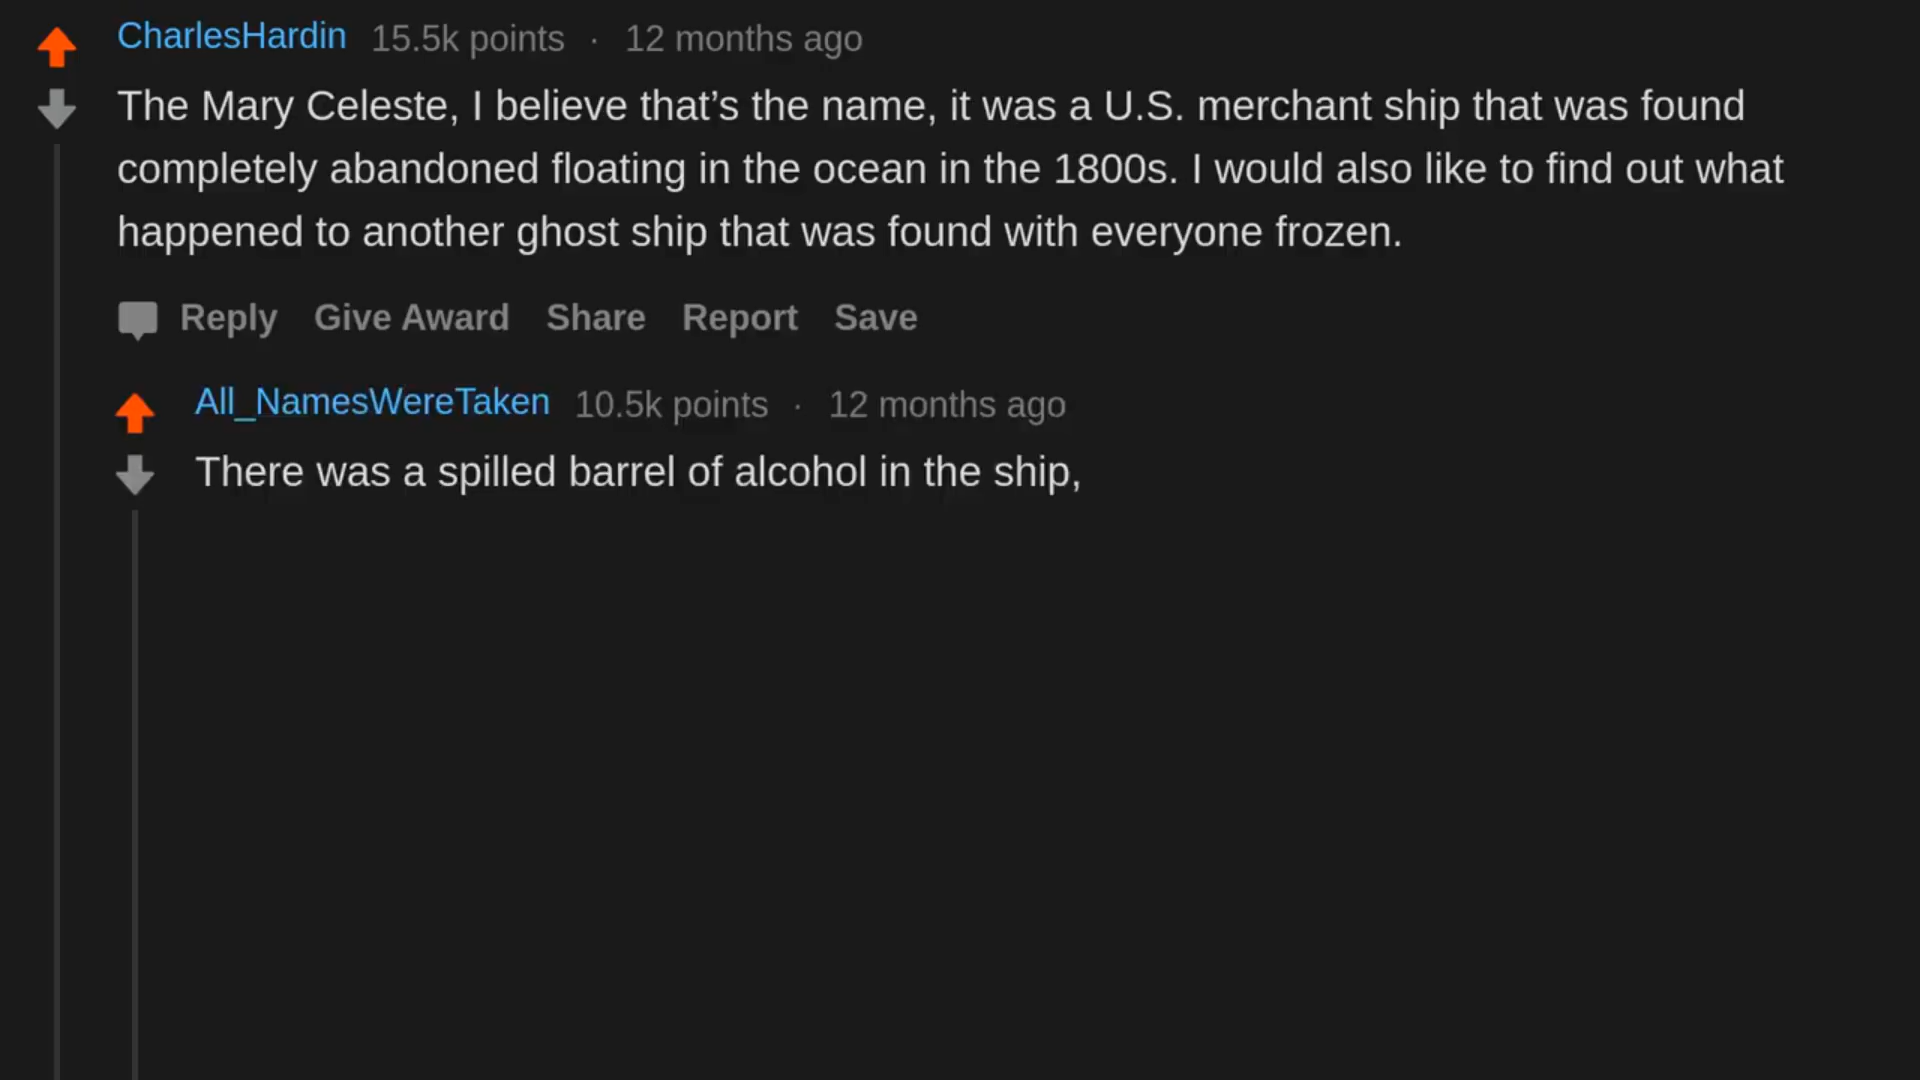 CharlesHardin 15.5k points · 12 months ago
The Mary Celeste, I believe that’s the name, it was a U.S. merchant ship that was found
completely abandoned floating in the ocean in the 1800s. I would also like to find out what
happened to another ghost ship that was found with everyone frozen.
Reply Give Award Share Report Save
All_NamesWereTaken 10.5k points · 12 months ago
There was a spilled barrel of alcohol in the ship,